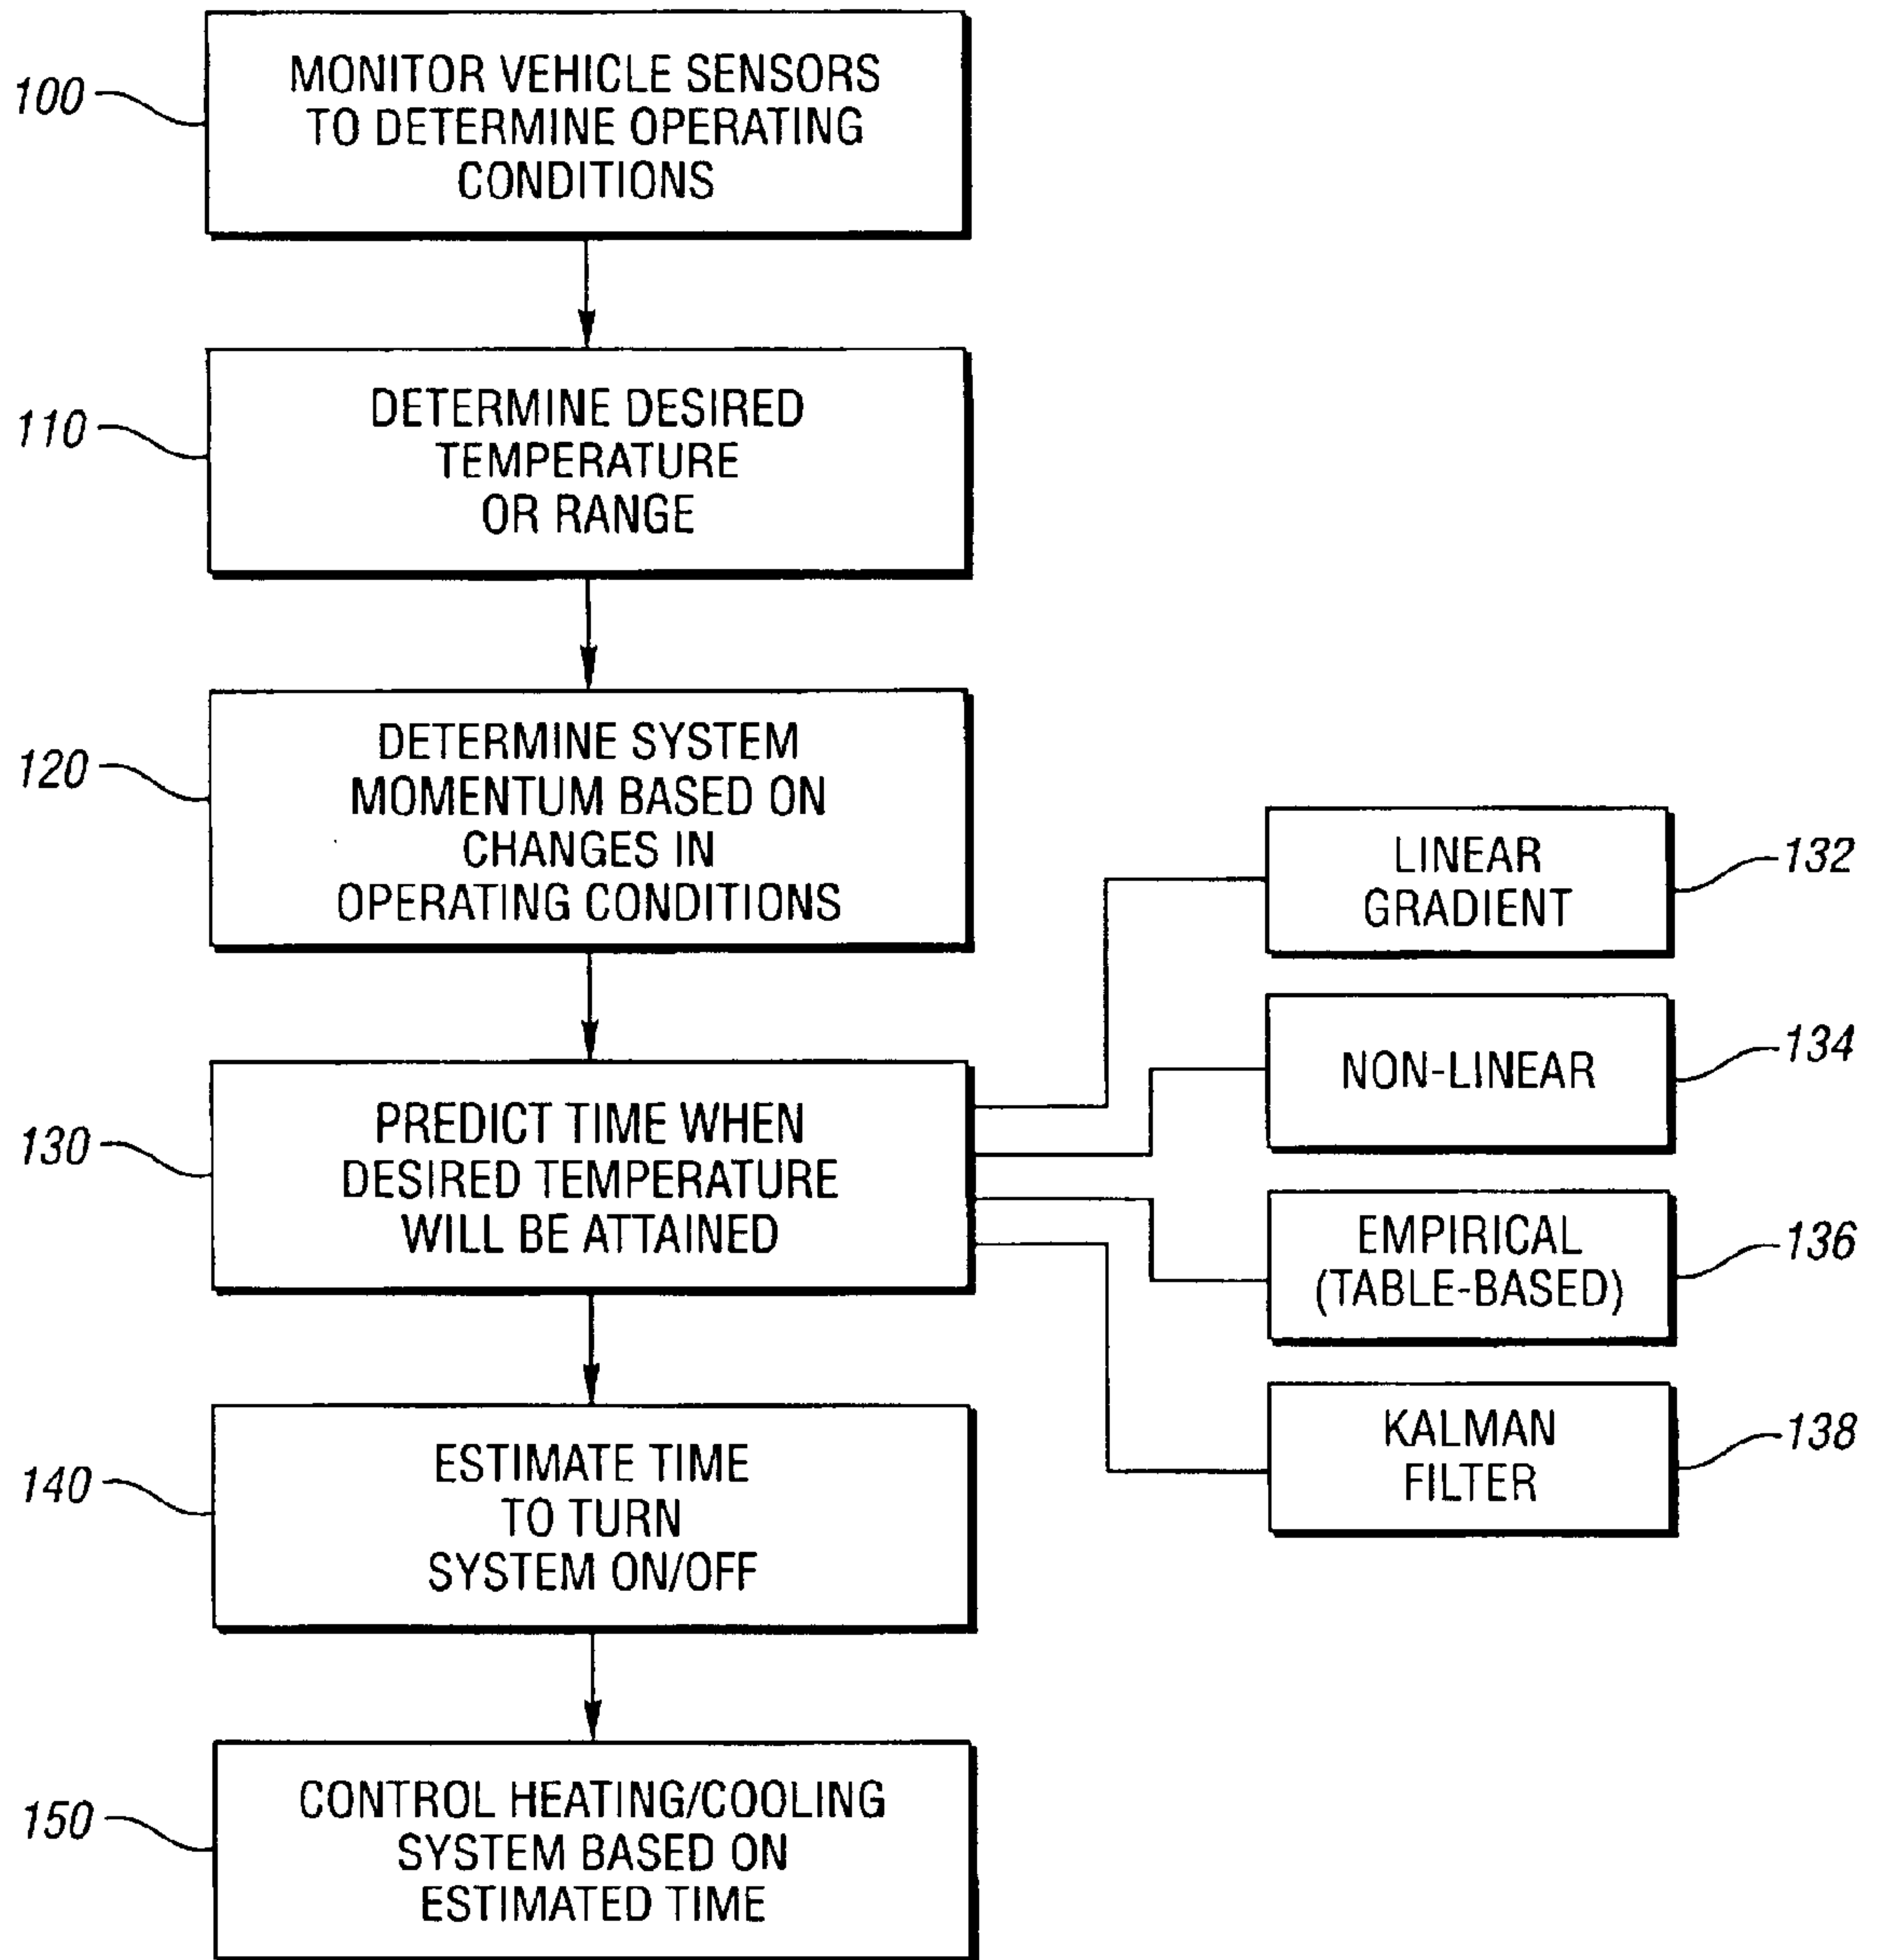 100
MONITOR VEHICLE SENSORS
TO DETERMINE OPERATING
CONDITIONS
110
DETERMINE DESIRED
TEMPERATURE
OR RANGE
120
DETERMINE SYSTEM
MOMENTUM BASED ON
CHANGES IN
OPERATING CONDITIONS
130
PREDICT TIME WHEN
DESIRED TEMPERATURE
WILL BE ATTAINED
LINEAR
GRADIENT
132
NON-LINEAR
134
EMPIRICAL
(TABLE-BASED)
136
KALMAN
FILTER
138
140
ESTIMATE TIME
TO TURN
SYSTEM ON/OFF
150
CONTROL HEATING/COOLING
SYSTEM BASED ON
ESTIMATED TIME